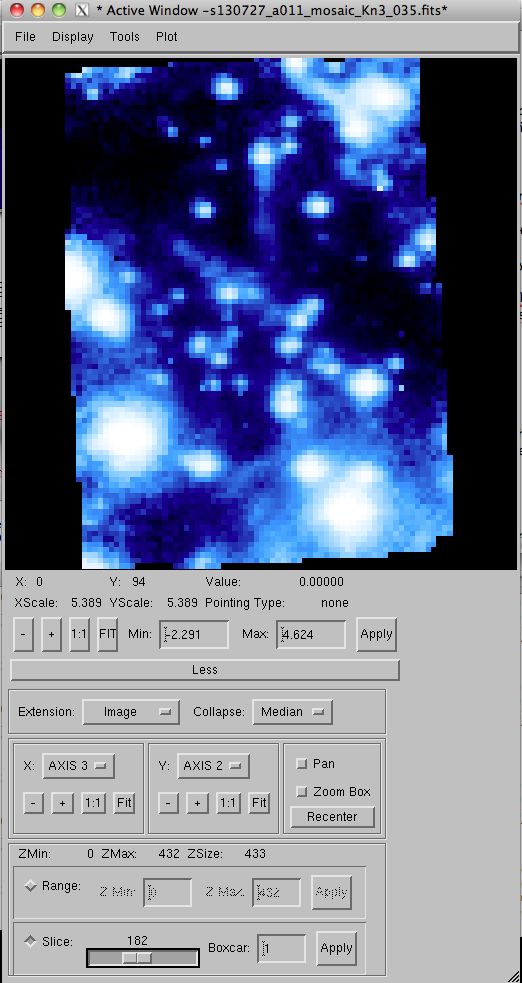 X * Active Window -s130727_a011_mosaic_Kn3_035.fits*
File Display Tools Plot
X: 0 Y: 94 Value: 0.00000
XScale: 5.389 YScale: 5.389 Pointing Type: none
- + 1:1 FIT Min: -2.291 Max: 4.624 Apply
Less
Extension: Image Collapse: Median
X: AXIS 3 Y: AXIS 2 Pan
- + 1:1 Fit - + 1:1 Fit Zoom Box
Recenter
ZMin: 0 ZMax: 432 ZSize: 433
Range: Z Min: 0 Z Max: 432 Apply
182
Slice: Boxcar: 1 Apply